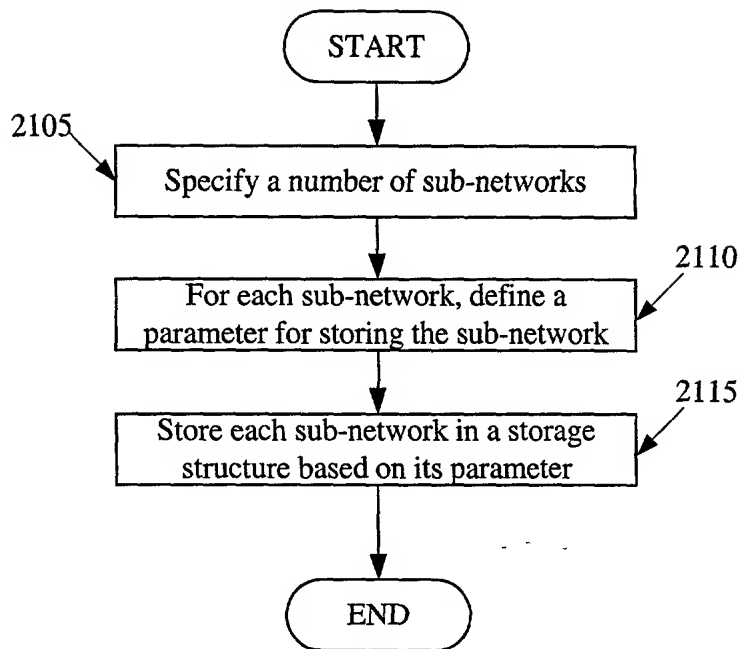 START
2105
Specify a number of sub-networks
2110
For each sub-network, define a
parameter for storing the sub-network
2115
Store each sub-network in a storage
structure based on its parameter
END